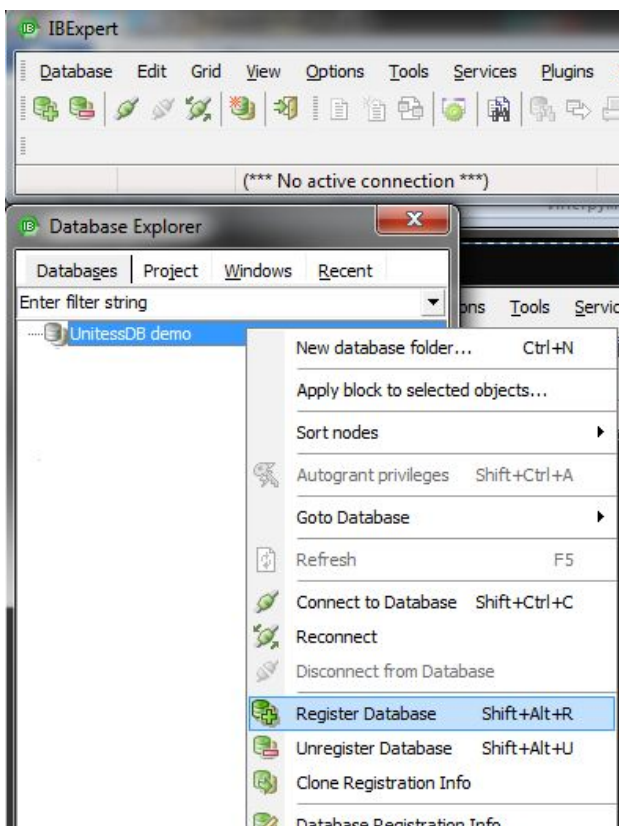 IBExpert
Database Edit Grid View Options Tools Services Plugins
(*** No active connection ***)
Database Explorer
Databases Project Windows Recent
Enter filter string
Tools
UnitessDB demo
New database folder... Ctrl+N
Apply block to selected objects...
Sort nodes
Autogrant privileges Shift+Ctrl+A
Goto Database
Refresh F5
Connect to Database Shift+Ctrl+C
Reconnect
Disconnect from Database
Register Database Shift+Alt+R
Unregister Database Shift+Alt+U
Clone Registration Info
Database Registration Info